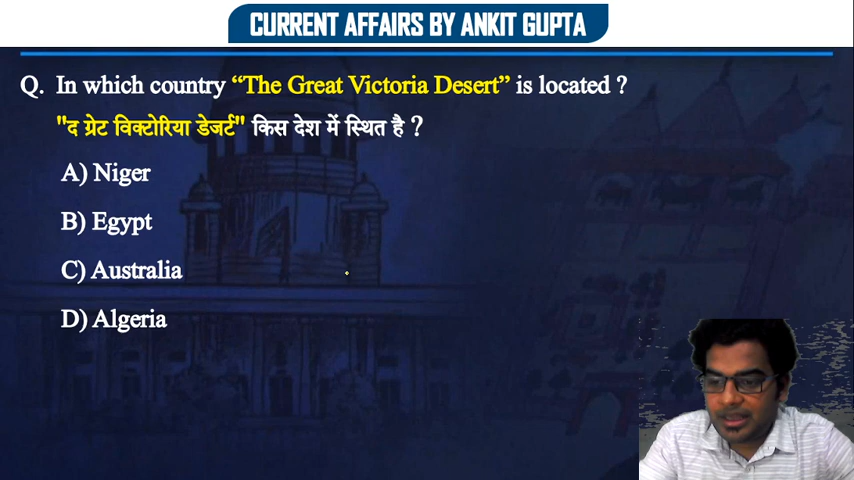 CURRENT AFFAIRS BY ANKIT GUPTA
Q. In which country “The Great Victoria Desert” is located ?
"द ग्रेट विक्टोरिया डेजर्ट" किस देश में स्थित है ?
A) Niger
B) Egypt
C) Australia
D) Algeria